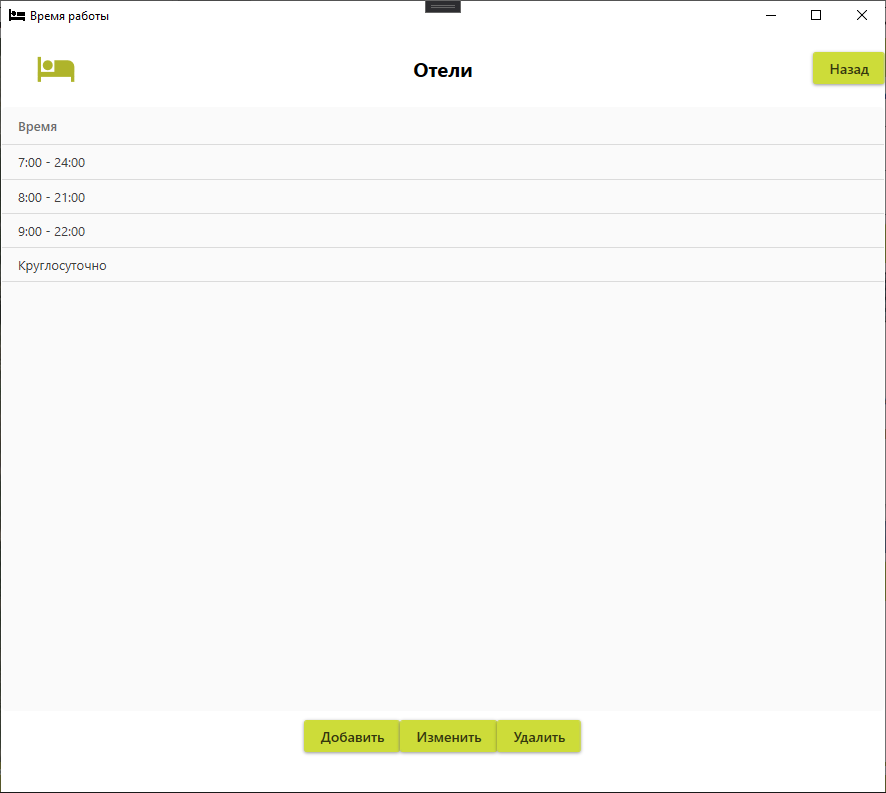 Время работы
Отели
Назад
Время
7:00 - 24:00
8:00 - 21:00
9:00 - 22:00
Круглосуточно
Добавить Изменить Удалить